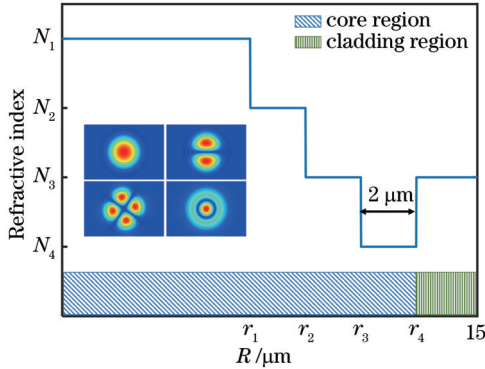 core region
cladding region
Refractive index
N₁
N₂
N₃
N₄
2 μm
r₁ r₂ r₃ r₄ 15
R /μm